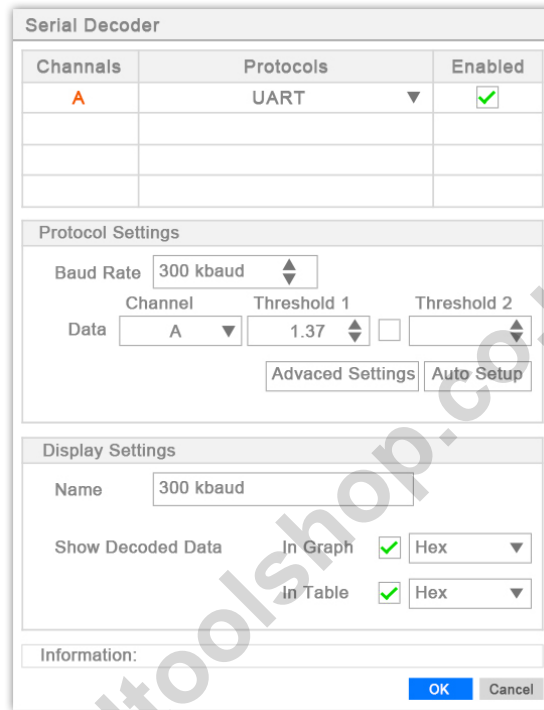 Serial Decoder
Channels Protocols Enabled
A UART
Protocol Settings
Baud Rate 300 kbaud
Channel Threshold 1 Threshold 2
Data A 1.37
Advaced Settings Auto Setup
Display Settings
Name 300 kbaud
Show Decoded Data In Graph Hex
In Table Hex
Information:
OK Cancel